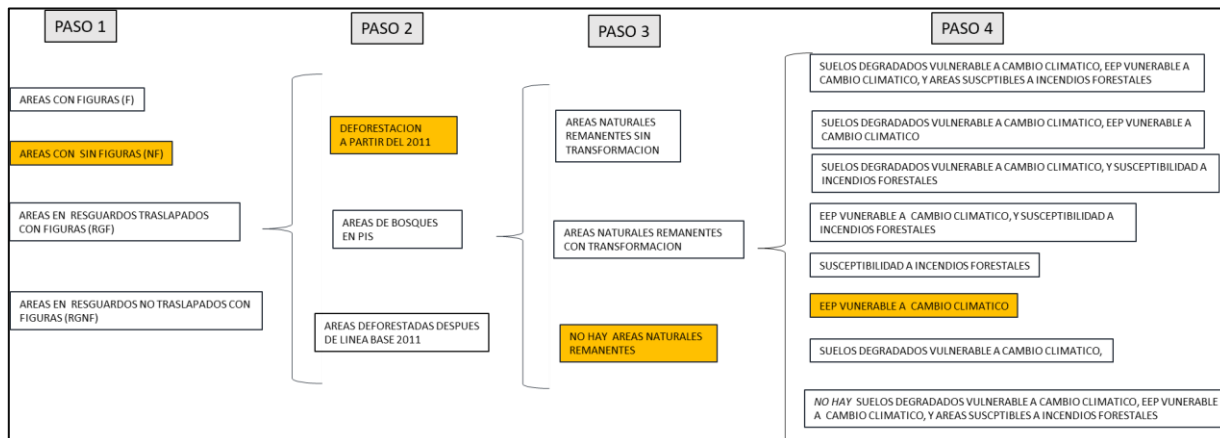 PASO 1
PASO 2
PASO 3
PASO 4
AREAS CON FIGURAS (F)
AREAS CON  SIN FIGURAS (NF)
AREAS EN RESGUARDOS TRASLAPADOS
CON FIGURAS (RGF)
AREAS EN  RESGUARDOS NO TRASLAPADOS CON
FIGURAS (RGNF)
DEFORESTACION
A PARTIR DEL 2011
AREAS DE BOSQUES
EN PIS
AREAS DEFORESTADAS DESPUES
DE LINEA BASE 2011
AREAS NATURALES
REMANENTES SIN
TRANSFORMACION
AREAS NATURALES REMANENTES
CON TRANSFORMACION
NO HAY  AREAS NATURALES
REMANENTES
SUELOS DEGRADADOS VULNERABLE A CAMBIO CLIMATICO, EEP VUNERABLE A
CAMBIO CLIMATICO, Y AREAS SUSCPTIBLES A INCENDIOS FORESTALES
SUELOS DEGRADADOS VULNERABLE A CAMBIO CLIMATICO, EEP VUNERABLE A
CAMBIO CLIMATICO
SUELOS DEGRADADOS VULNERABLE A CAMBIO CLIMATICO, Y SUSCEPTIBILIDAD A
INCENDIOS FORESTALES
EEP VUNERABLE A  CAMBIO CLIMATICO, Y SUSCEPTIBILIDAD A
INCENDIOS FORESTALES
SUSCEPTIBILIDAD A INCENDIOS FORESTALES
EEP VUNERABLE A  CAMBIO CLIMATICO
SUELOS DEGRADADOS VULNERABLE A CAMBIO CLIMATICO,
NO HAY  SUELOS DEGRADADOS VULNERABLE A CAMBIO CLIMATICO, EEP VUNERABLE
A  CAMBIO CLIMATICO, Y AREAS SUSCPTIBLES A INCENDIOS FORESTALES